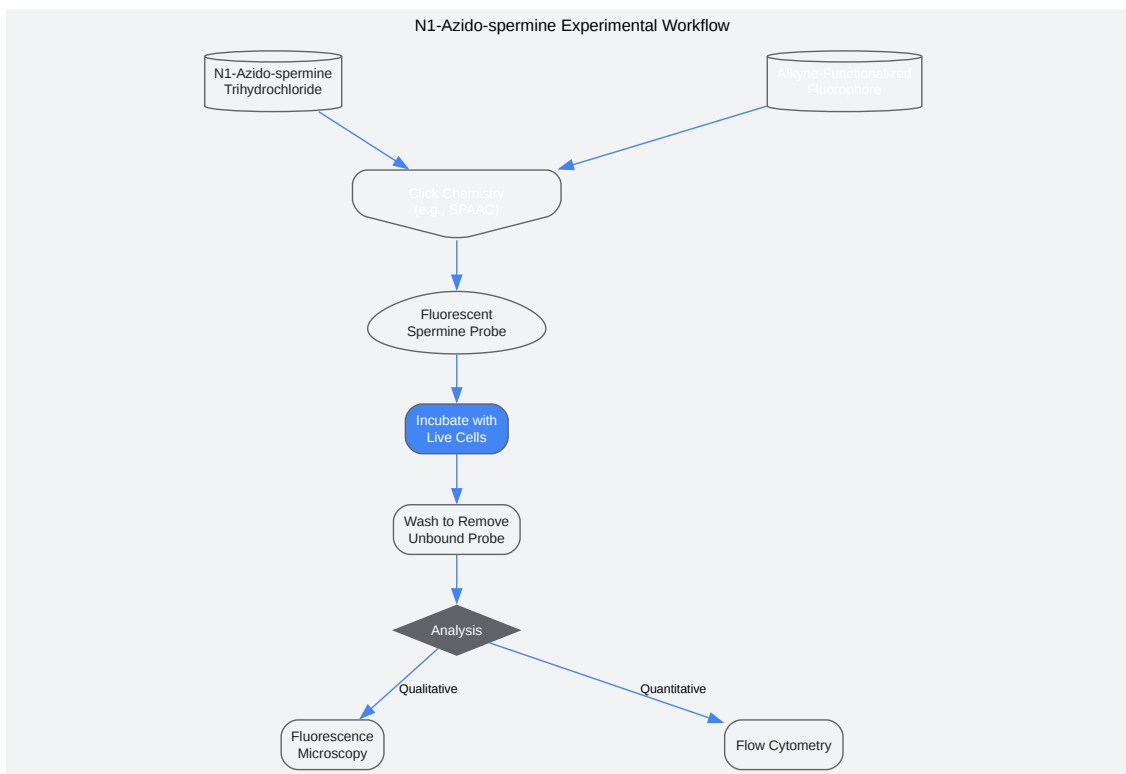 N1-Azido-spermine Experimental Workflow
N1-Azido-spermine
Trihydrochloride
Alkyne-Functionalized
Fluorophore
Click Chemistry
(e.g., SPAAC)
Fluorescent
Spermine Probe
Incubate with
Live Cells
Wash to Remove
Unbound Probe
Analysis
Qualitative
Quantitative
Fluorescence
Microscopy
Flow Cytometry